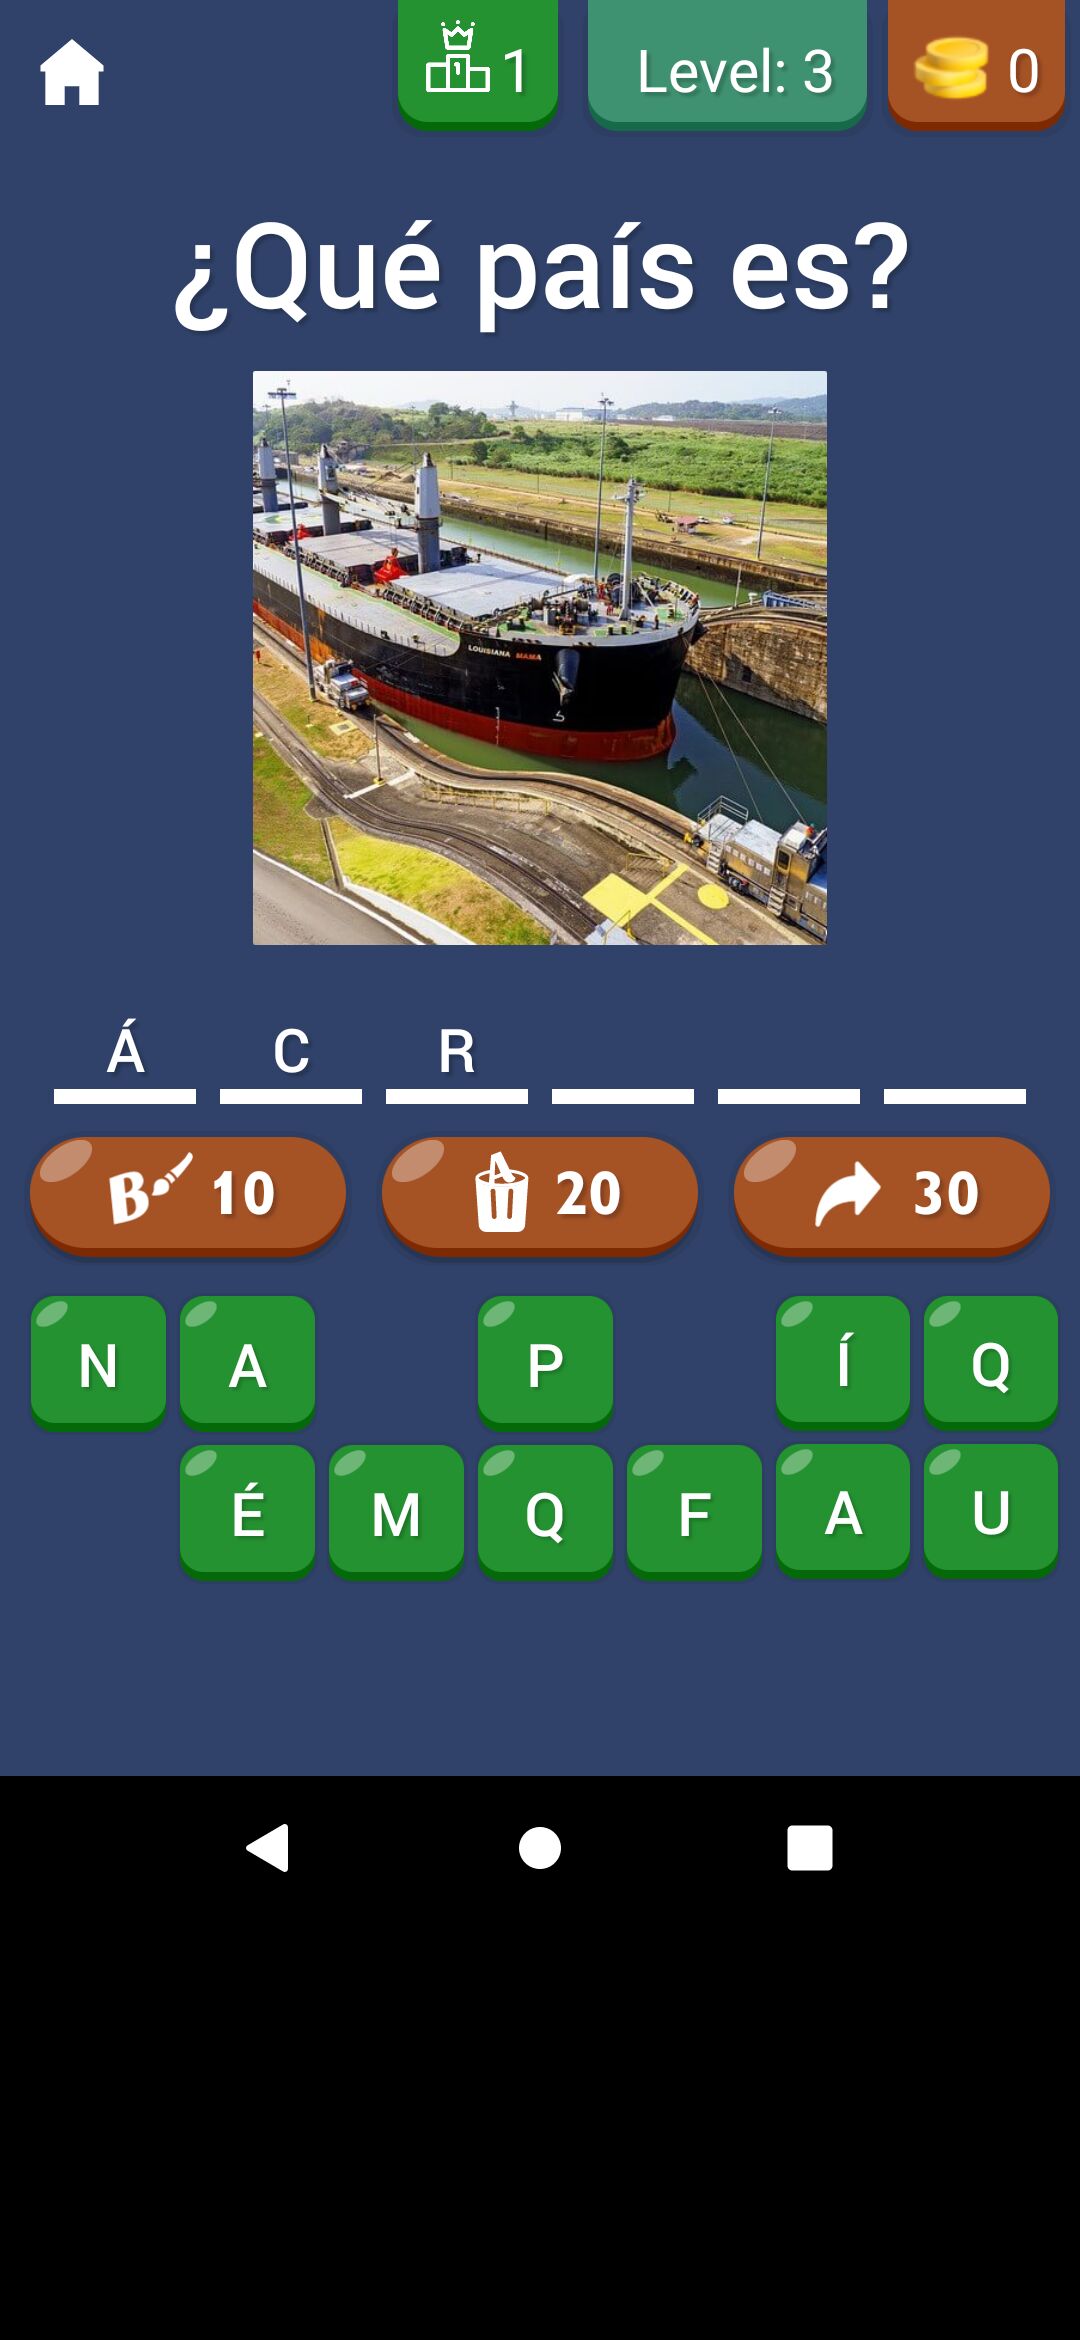 1 Level: 3 0
¿Qué país es?
LOUISIANA MAMA
Á C R
B 10 20 30
N A P Í Q
É M Q F A U